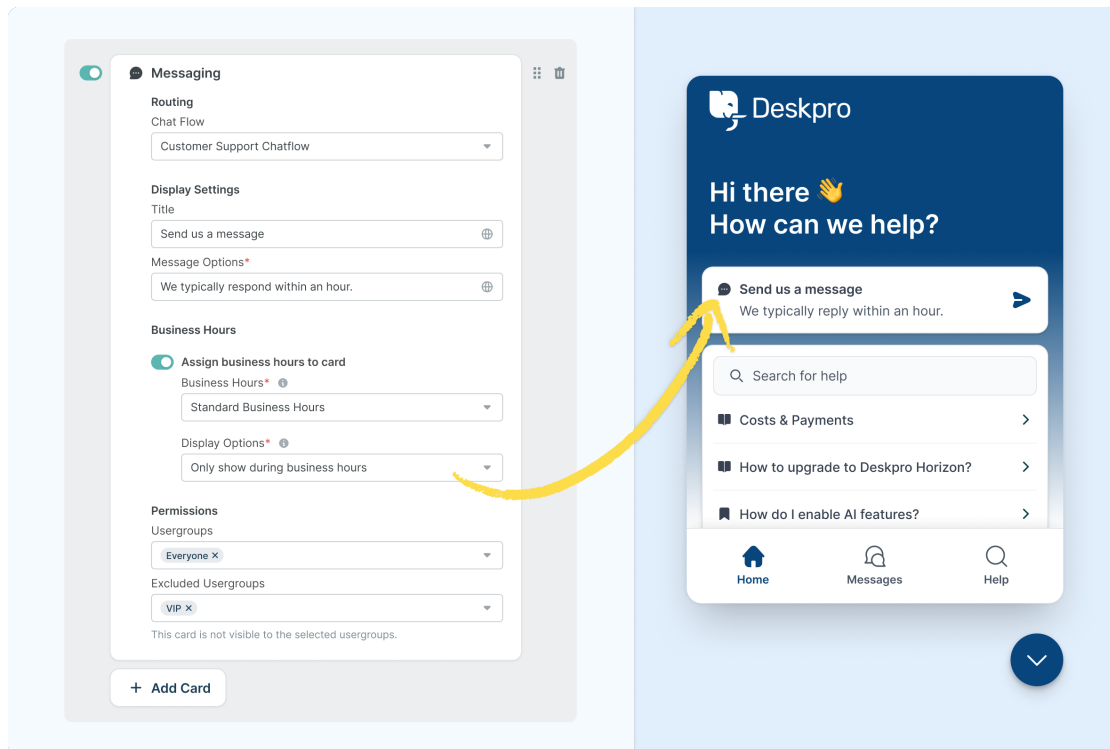 Messaging
Routing
Chat Flow
Customer Support Chatflow
Display Settings
Title
Send us a message
Message Options*
We typically respond within an hour.
Business Hours
Assign business hours to card
Business Hours*
Standard Business Hours
Display Options*
Only show during business hours
Permissions
Usergroups
Everyone ×
Excluded Usergroups
VIP ×
This card is not visible to the selected usergroups.
+ Add Card
Deskpro
Hi there 👋
How can we help?
Send us a message
We typically reply within an hour.
Search for help
Costs & Payments
How to upgrade to Deskpro Horizon?
How do I enable AI features?
Home
Messages
Help